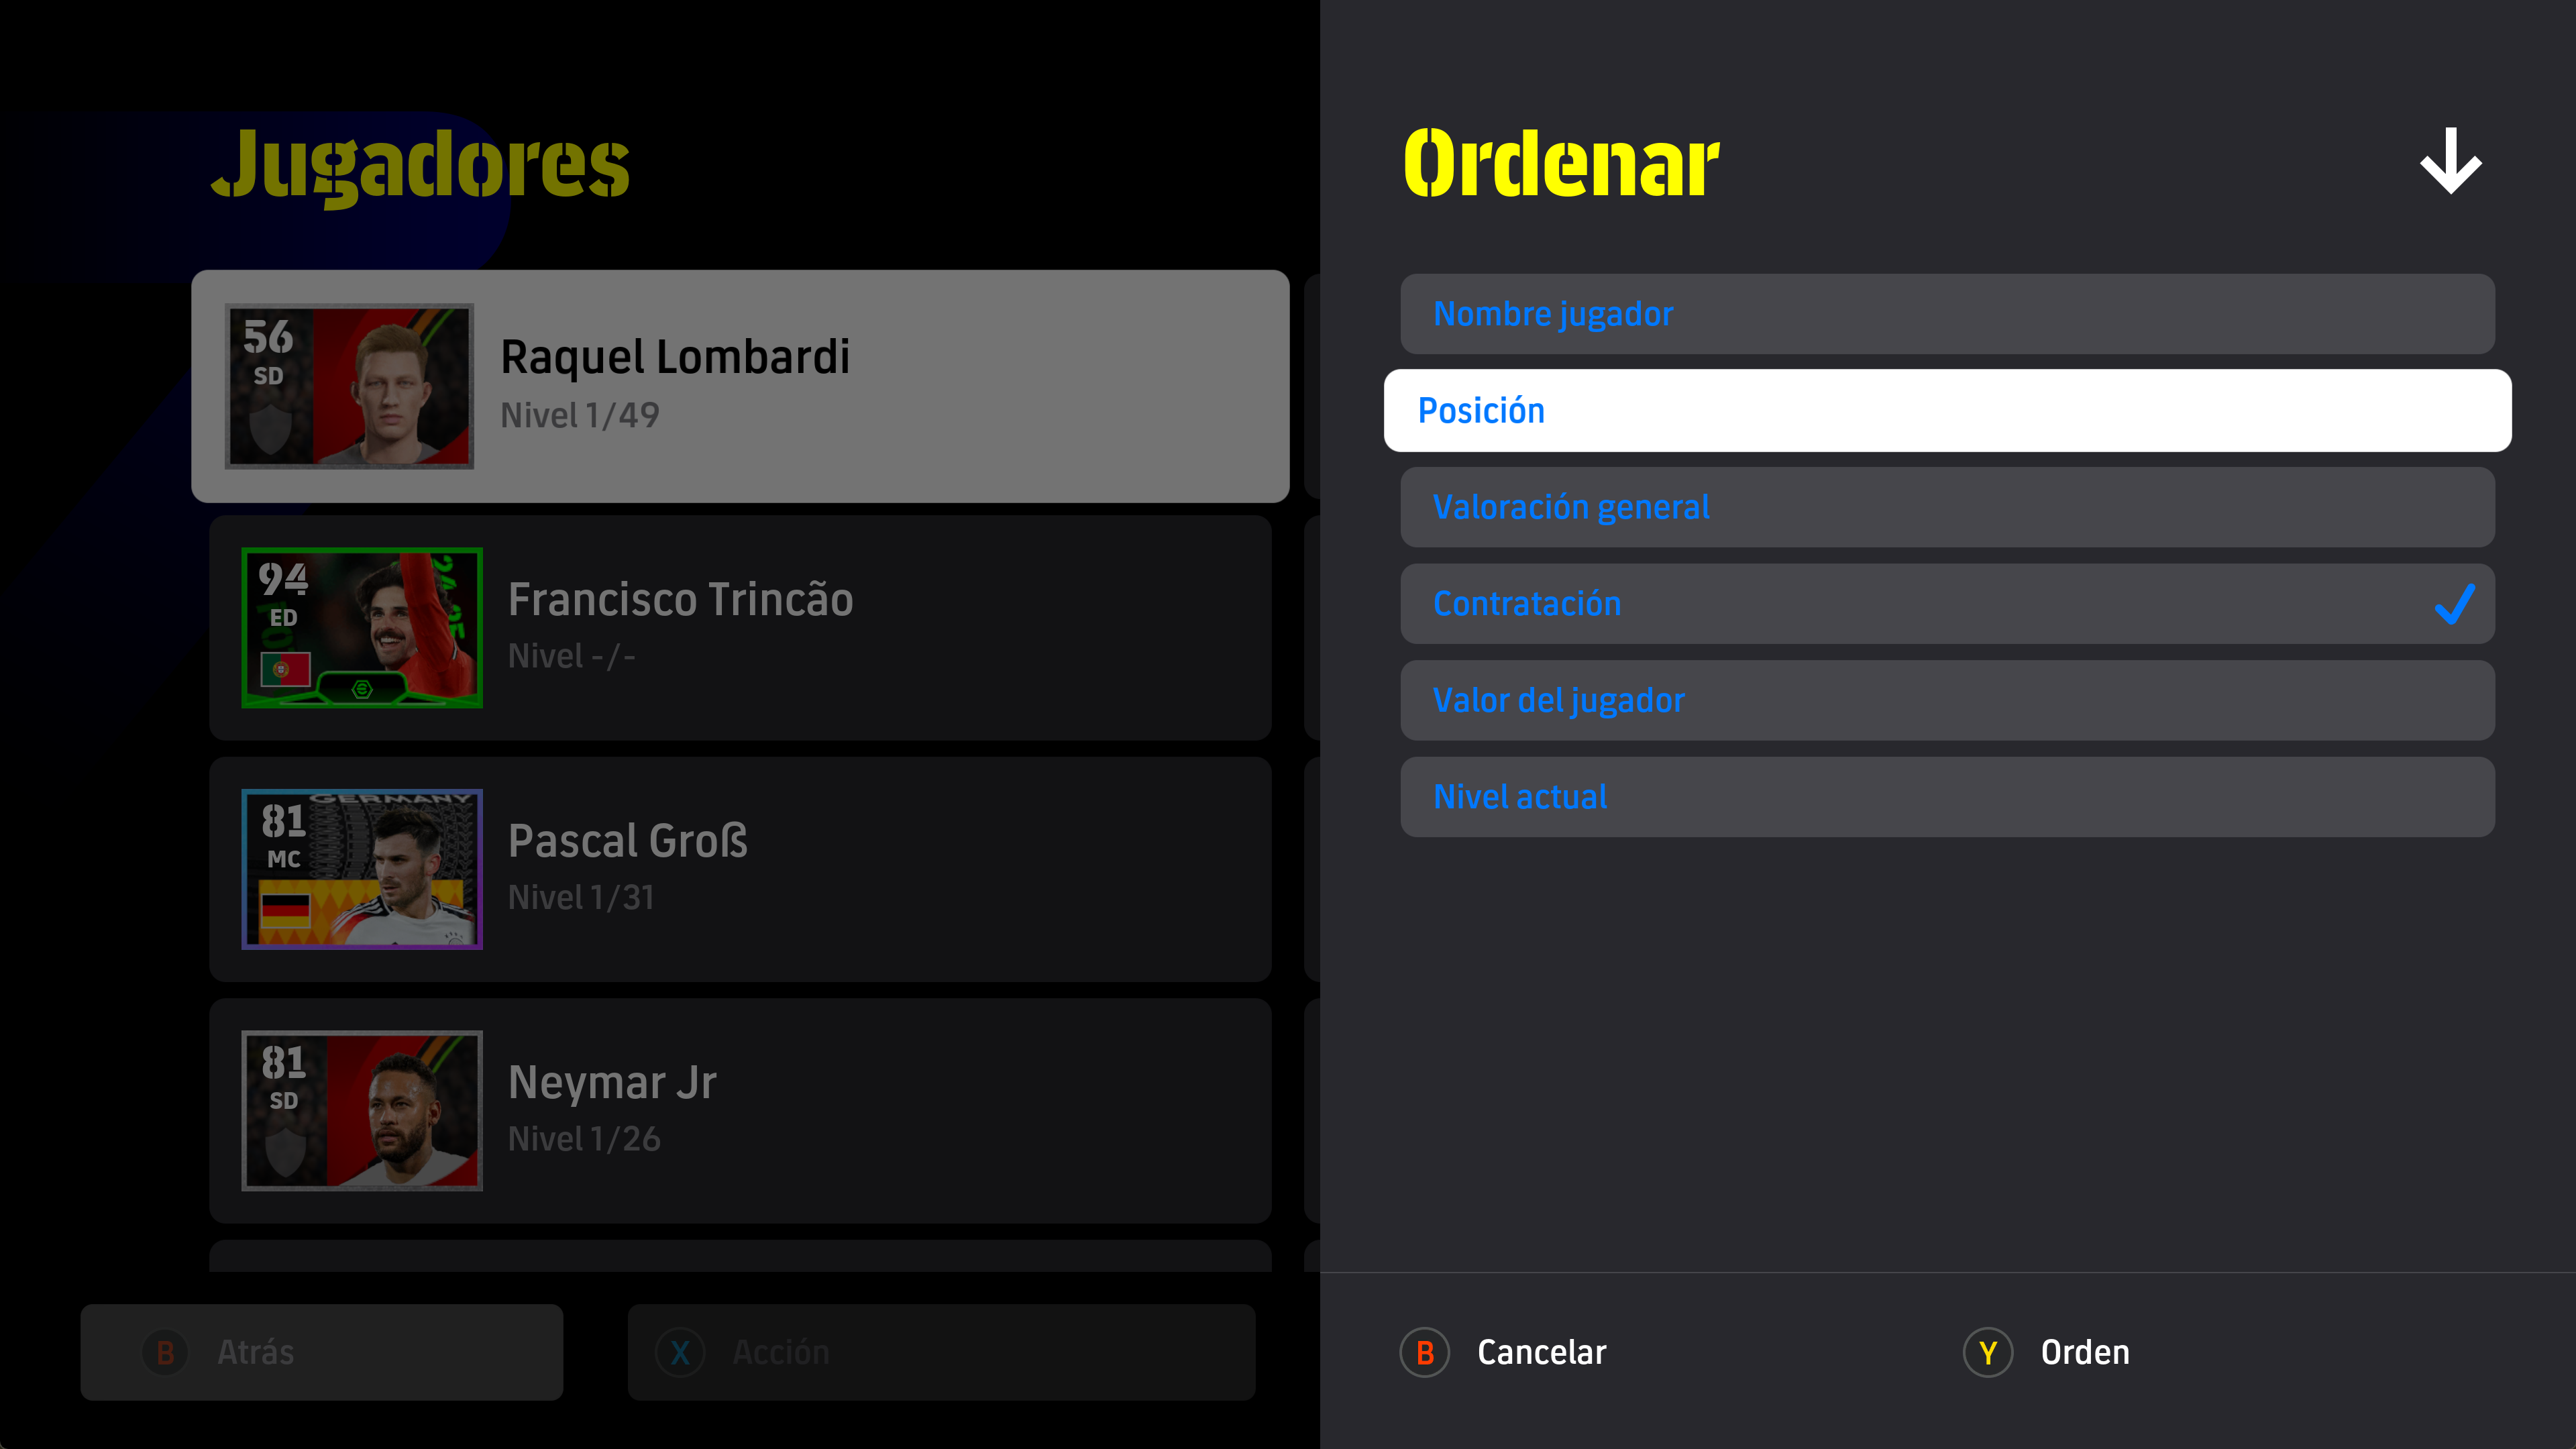 Jugadores
56
SD
Raquel Lombardi
Nivel 1/49
94
ED
Francisco Trincão
Nivel -/-
GERMANY
81
MC
Pascal Groß
Nivel 1/31
81
SD
Neymar Jr
Nivel 1/26
B Atrás
X Acción
Ordenar
Nombre jugador
Posición
Valoración general
Contratación
Valor del jugador
Nivel actual
B Cancelar
Y Orden